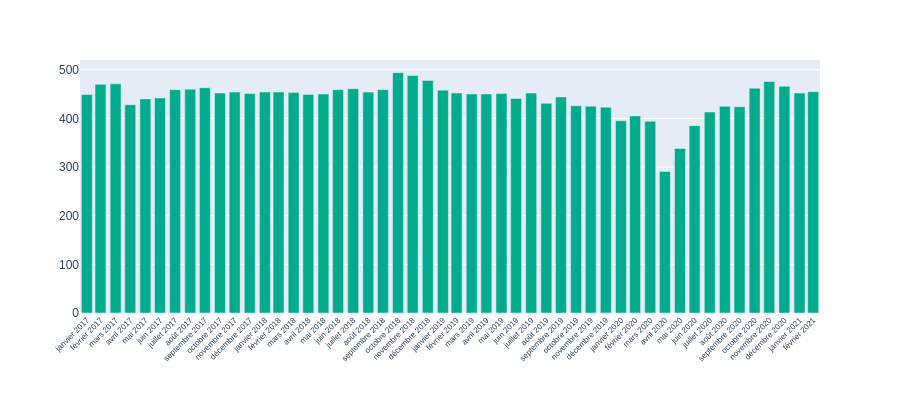 500
400
300
200
100
0
janvier 2017
février 2017
mars 2017
avril 2017
mai 2017
juin 2017
juillet 2017
août 2017
septembre 2017
octobre 2017
novembre 2017
décembre 2017
janvier 2018
février 2018
mars 2018
avril 2018
mai 2018
juin 2018
juillet 2018
août 2018
septembre 2018
octobre 2018
novembre 2018
décembre 2018
janvier 2019
février 2019
mars 2019
avril 2019
mai 2019
juin 2019
juillet 2019
août 2019
septembre 2019
octobre 2019
novembre 2019
décembre 2019
janvier 2020
février 2020
mars 2020
avril 2020
mai 2020
juin 2020
juillet 2020
août 2020
septembre 2020
octobre 2020
novembre 2020
décembre 2020
janvier 2021
février 2021